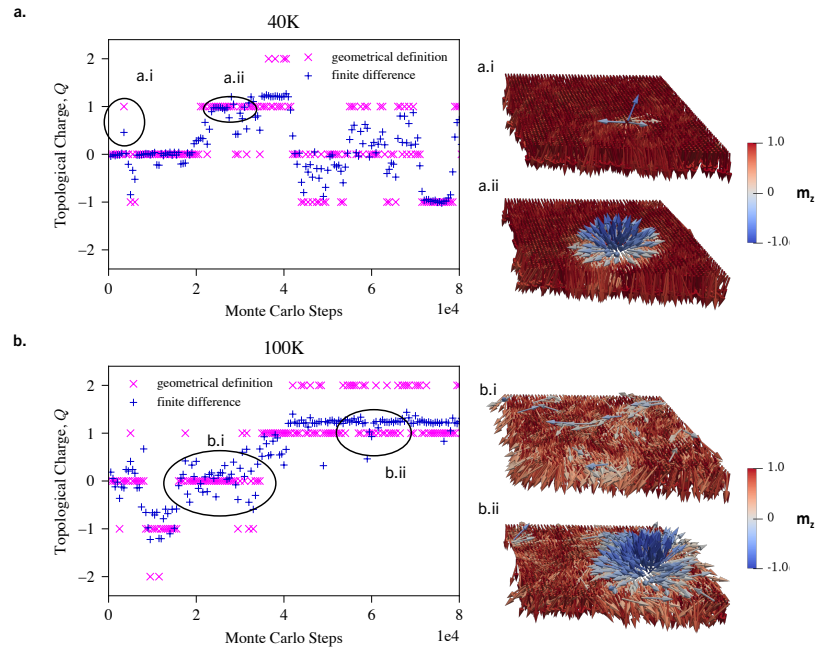 a.
40K
Topological Charge, Q
2
1
0
−1
−2
geometrical definition
finite difference
a.i
a.ii
0
2
4
6
8
1e4
Monte Carlo Steps
a.i
a.ii
1.0
0
-1.0
mz
b.
100K
Topological Charge, Q
2
1
0
−1
−2
geometrical definition
finite difference
b.i
b.ii
0
2
4
6
8
1e4
Monte Carlo Steps
b.i
b.ii
1.0
0
-1.0
mz